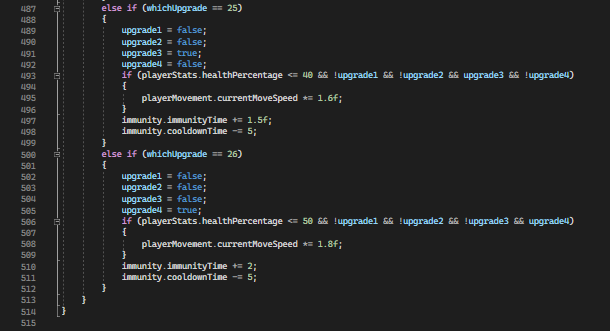 487 else if (whichUpgrade == 25)
488 {
489 upgrade1 = false;
490 upgrade2 = false;
491 upgrade3 = true;
492 upgrade4 = false;
493 if (playerStats.healthPercentage <= 40 && !upgrade1 && !upgrade2 && upgrade3 && !upgrade4)
494 {
495 playerMovement.currentMoveSpeed *= 1.6f;
496 }
497 immunity.immunityTime += 1.5f;
498 immunity.cooldownTime -= 5;
499 }
500 else if (whichUpgrade == 26)
501 {
502 upgrade1 = false;
503 upgrade2 = false;
504 upgrade3 = false;
505 upgrade4 = true;
506 if (playerStats.healthPercentage <= 50 && !upgrade1 && !upgrade2 && !upgrade3 && upgrade4)
507 {
508 playerMovement.currentMoveSpeed *= 1.8f;
509 }
510 immunity.immunityTime += 2;
511 immunity.cooldownTime -= 5;
512 }
513 }
514 }
515